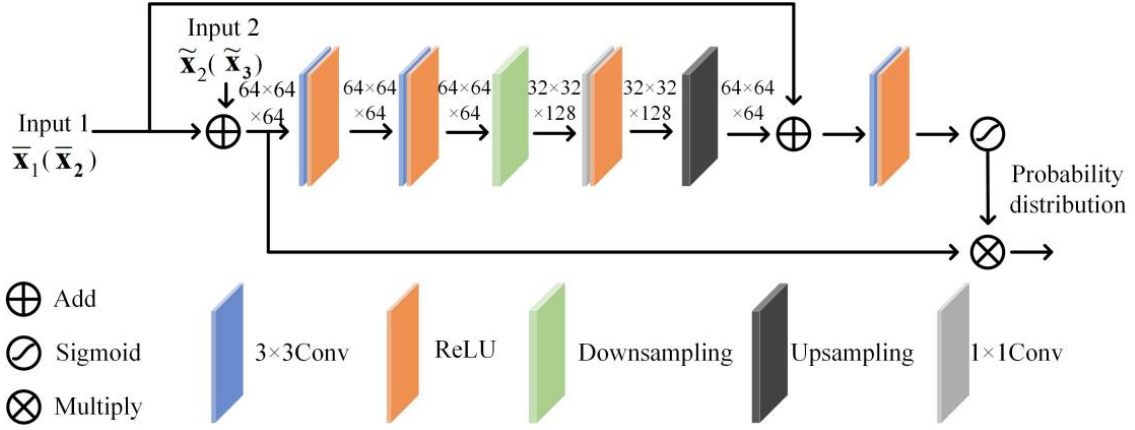 Input 2
x̃₂( x̃₃)
64×64
×64
64×64
×64
64×64
×64
32×32
×128
32×32
×128
64×64
×64
Input 1
x̄₁(x̄₂)
Probability
distribution
Add
Sigmoid
Multiply
3×3Conv
ReLU
Downsampling
Upsampling
1×1Conv